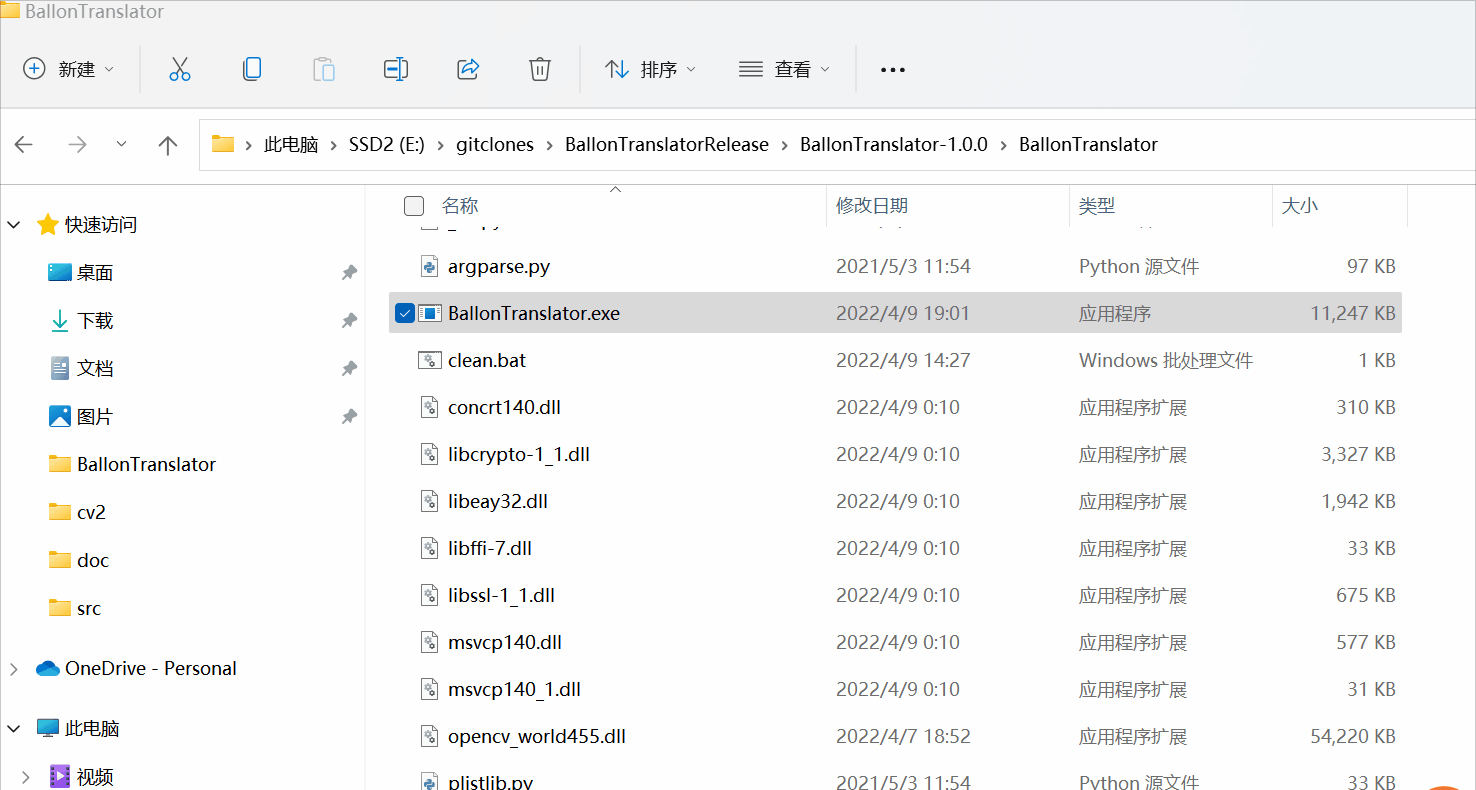 BallonTranslator
新建
排序
查看
此电脑 SSD2 (E:) gitclones BallonTranslatorRelease BallonTranslator-1.0.0 BallonTranslator
名称 修改日期 类型 大小
快速访问
桌面
下载
文档
图片
BallonTranslator
cv2
doc
src
OneDrive - Personal
此电脑
视频
argparse.py 2021/5/3 11:54 Python 源文件 97 KB
BallonTranslator.exe 2022/4/9 19:01 应用程序 11,247 KB
clean.bat 2022/4/9 14:27 Windows 批处理文件 1 KB
concrt140.dll 2022/4/9 0:10 应用程序扩展 310 KB
libcrypto-1_1.dll 2022/4/9 0:10 应用程序扩展 3,327 KB
libeay32.dll 2022/4/9 0:10 应用程序扩展 1,942 KB
libffi-7.dll 2022/4/9 0:10 应用程序扩展 33 KB
libssl-1_1.dll 2022/4/9 0:10 应用程序扩展 675 KB
msvcp140.dll 2022/4/9 0:10 应用程序扩展 577 KB
msvcp140_1.dll 2022/4/9 0:10 应用程序扩展 31 KB
opencv_world455.dll 2022/4/7 18:52 应用程序扩展 54,220 KB
plistlib.py 2021/5/3 11:54 Python 源文件 33 KB